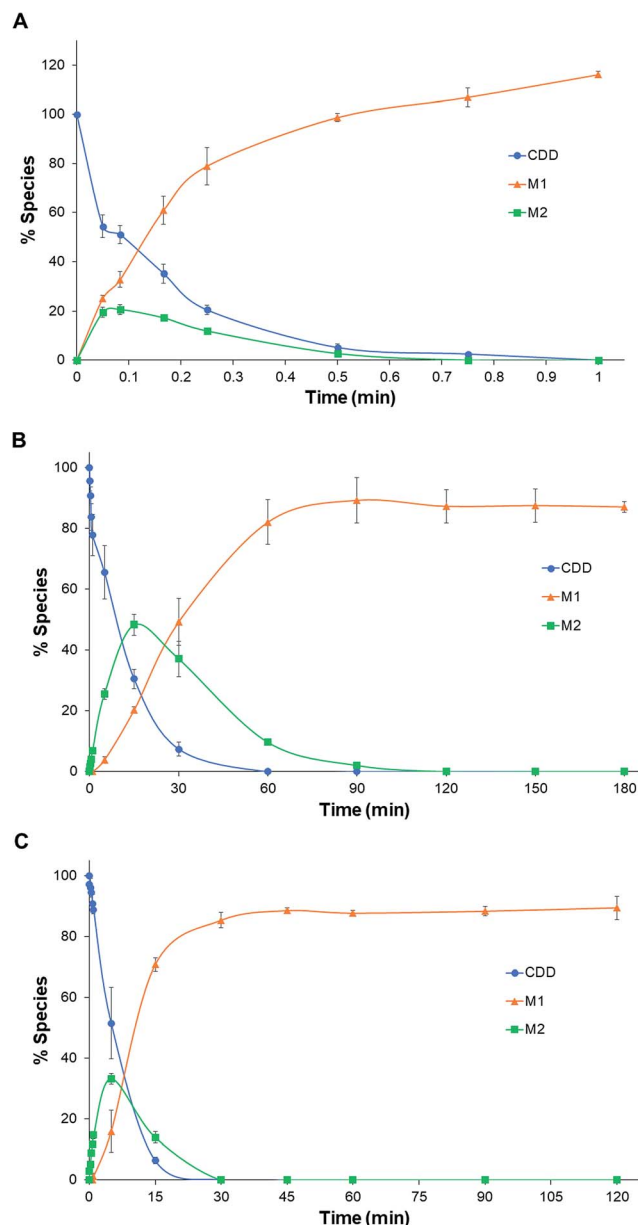 A
120
100
80
60
40
20
0
% Species
CDD
M1
M2
0 0.1 0.2 0.3 0.4 0.5 0.6 0.7 0.8 0.9 1
Time (min)
B
100
80
60
40
20
0
% Species
CDD
M1
M2
0 30 60 90 120 150 180
Time (min)
C
100
80
60
40
20
0
% Species
CDD
M1
M2
0 15 30 45 60 75 90 105 120
Time (min)